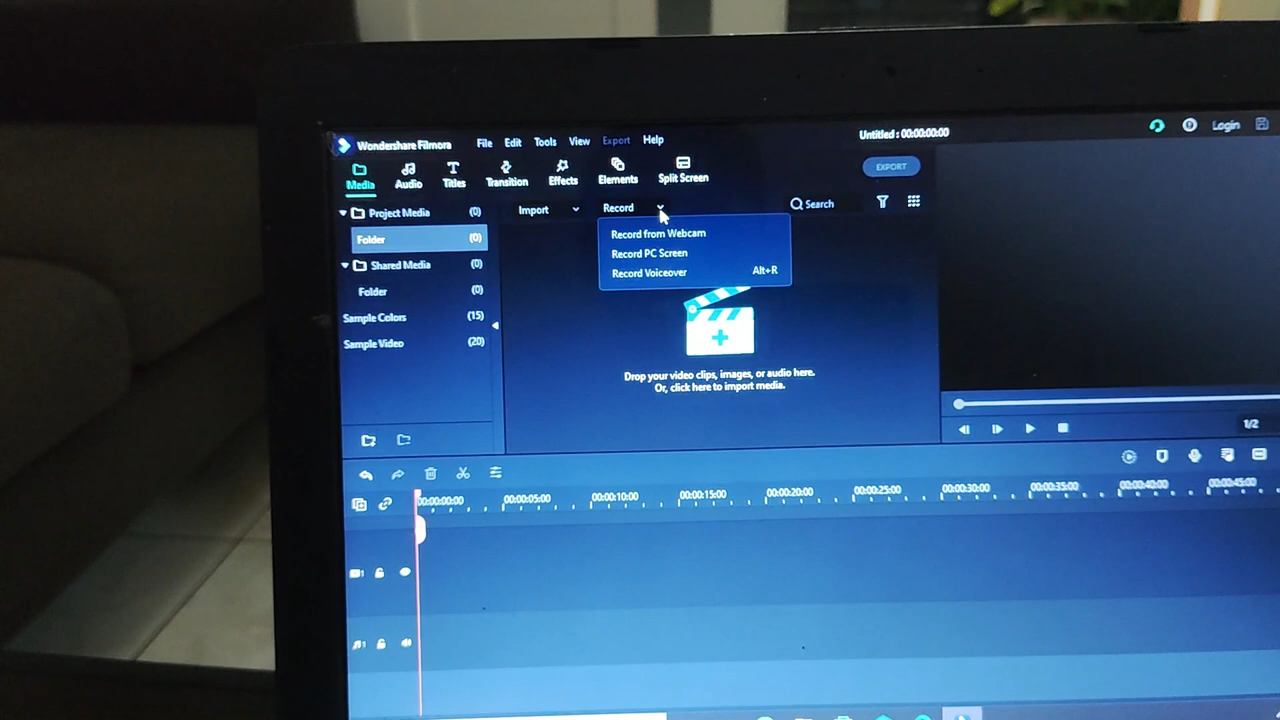 Wondershare Filmora File Edit Tools View Export Help Untitled : 00:00:00:00 Login
Media Audio Titles Transition Effects Elements Split Screen EXPORT
Project Media (0) Import Record Search
Folder (0)
Record from Webcam
Record PC Screen
Record Voiceover Alt+R
Shared Media (0)
Folder (0)
Sample Colors (15)
Sample Video (20)
Drop your video clips, images, or audio here.
Or, click here to import media.
1/2
00:00:00:00 00:00:05:00 00:00:10:00 00:00:15:00 00:00:20:00 00:00:25:00 00:00:30:00 00:00:35:00 00:00:40:00 00:00:45:00
1
1